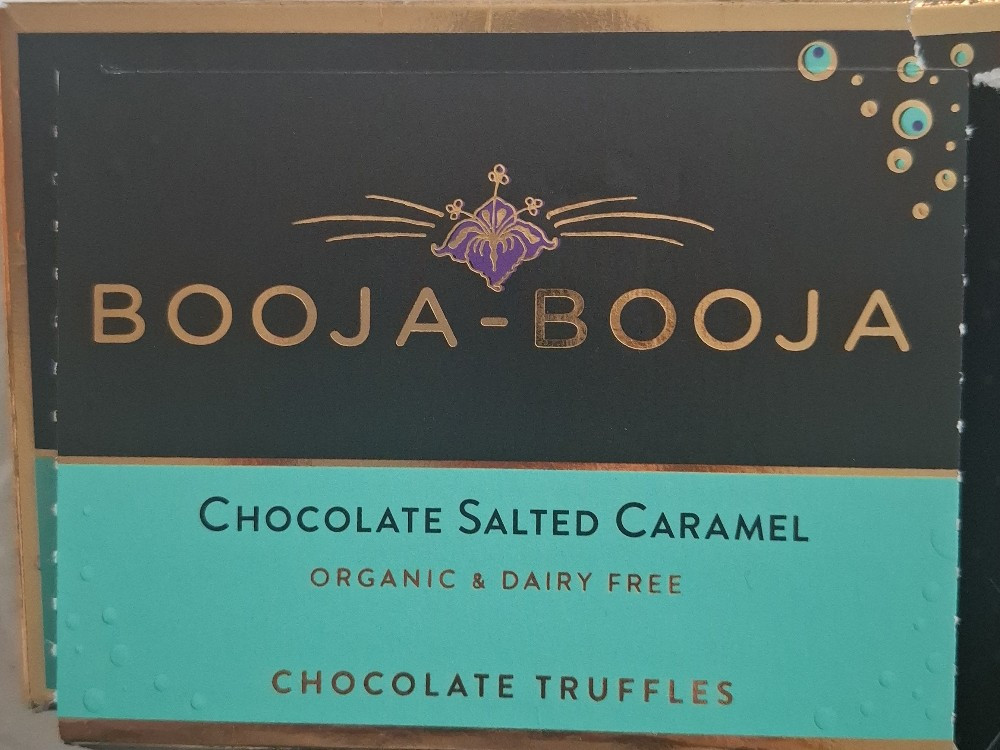 BOOJA-BOOJA
CHOCOLATE SALTED CARAMEL
ORGANIC & DAIRY FREE
CHOCOLATE TRUFFLES